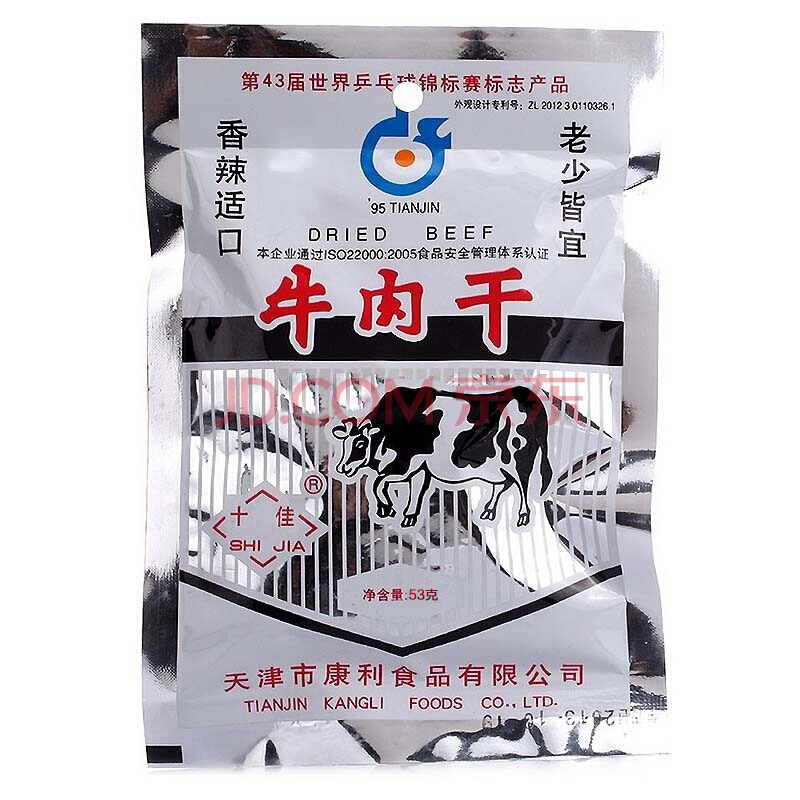 第43届世界乒乓球锦标赛标志产品
外观设计专利号：ZL 2012 3 0110326.1
香辣适口
老少皆宜
'95 TIANJIN
DRIED BEEF
本企业通过ISO22000:2005食品安全管理体系认证
牛肉干
JD.COM 京东
®
十佳
SHI JIA
净含量:53克
天津市康利食品有限公司
TIANJIN KANGLI FOODS CO., LTD.